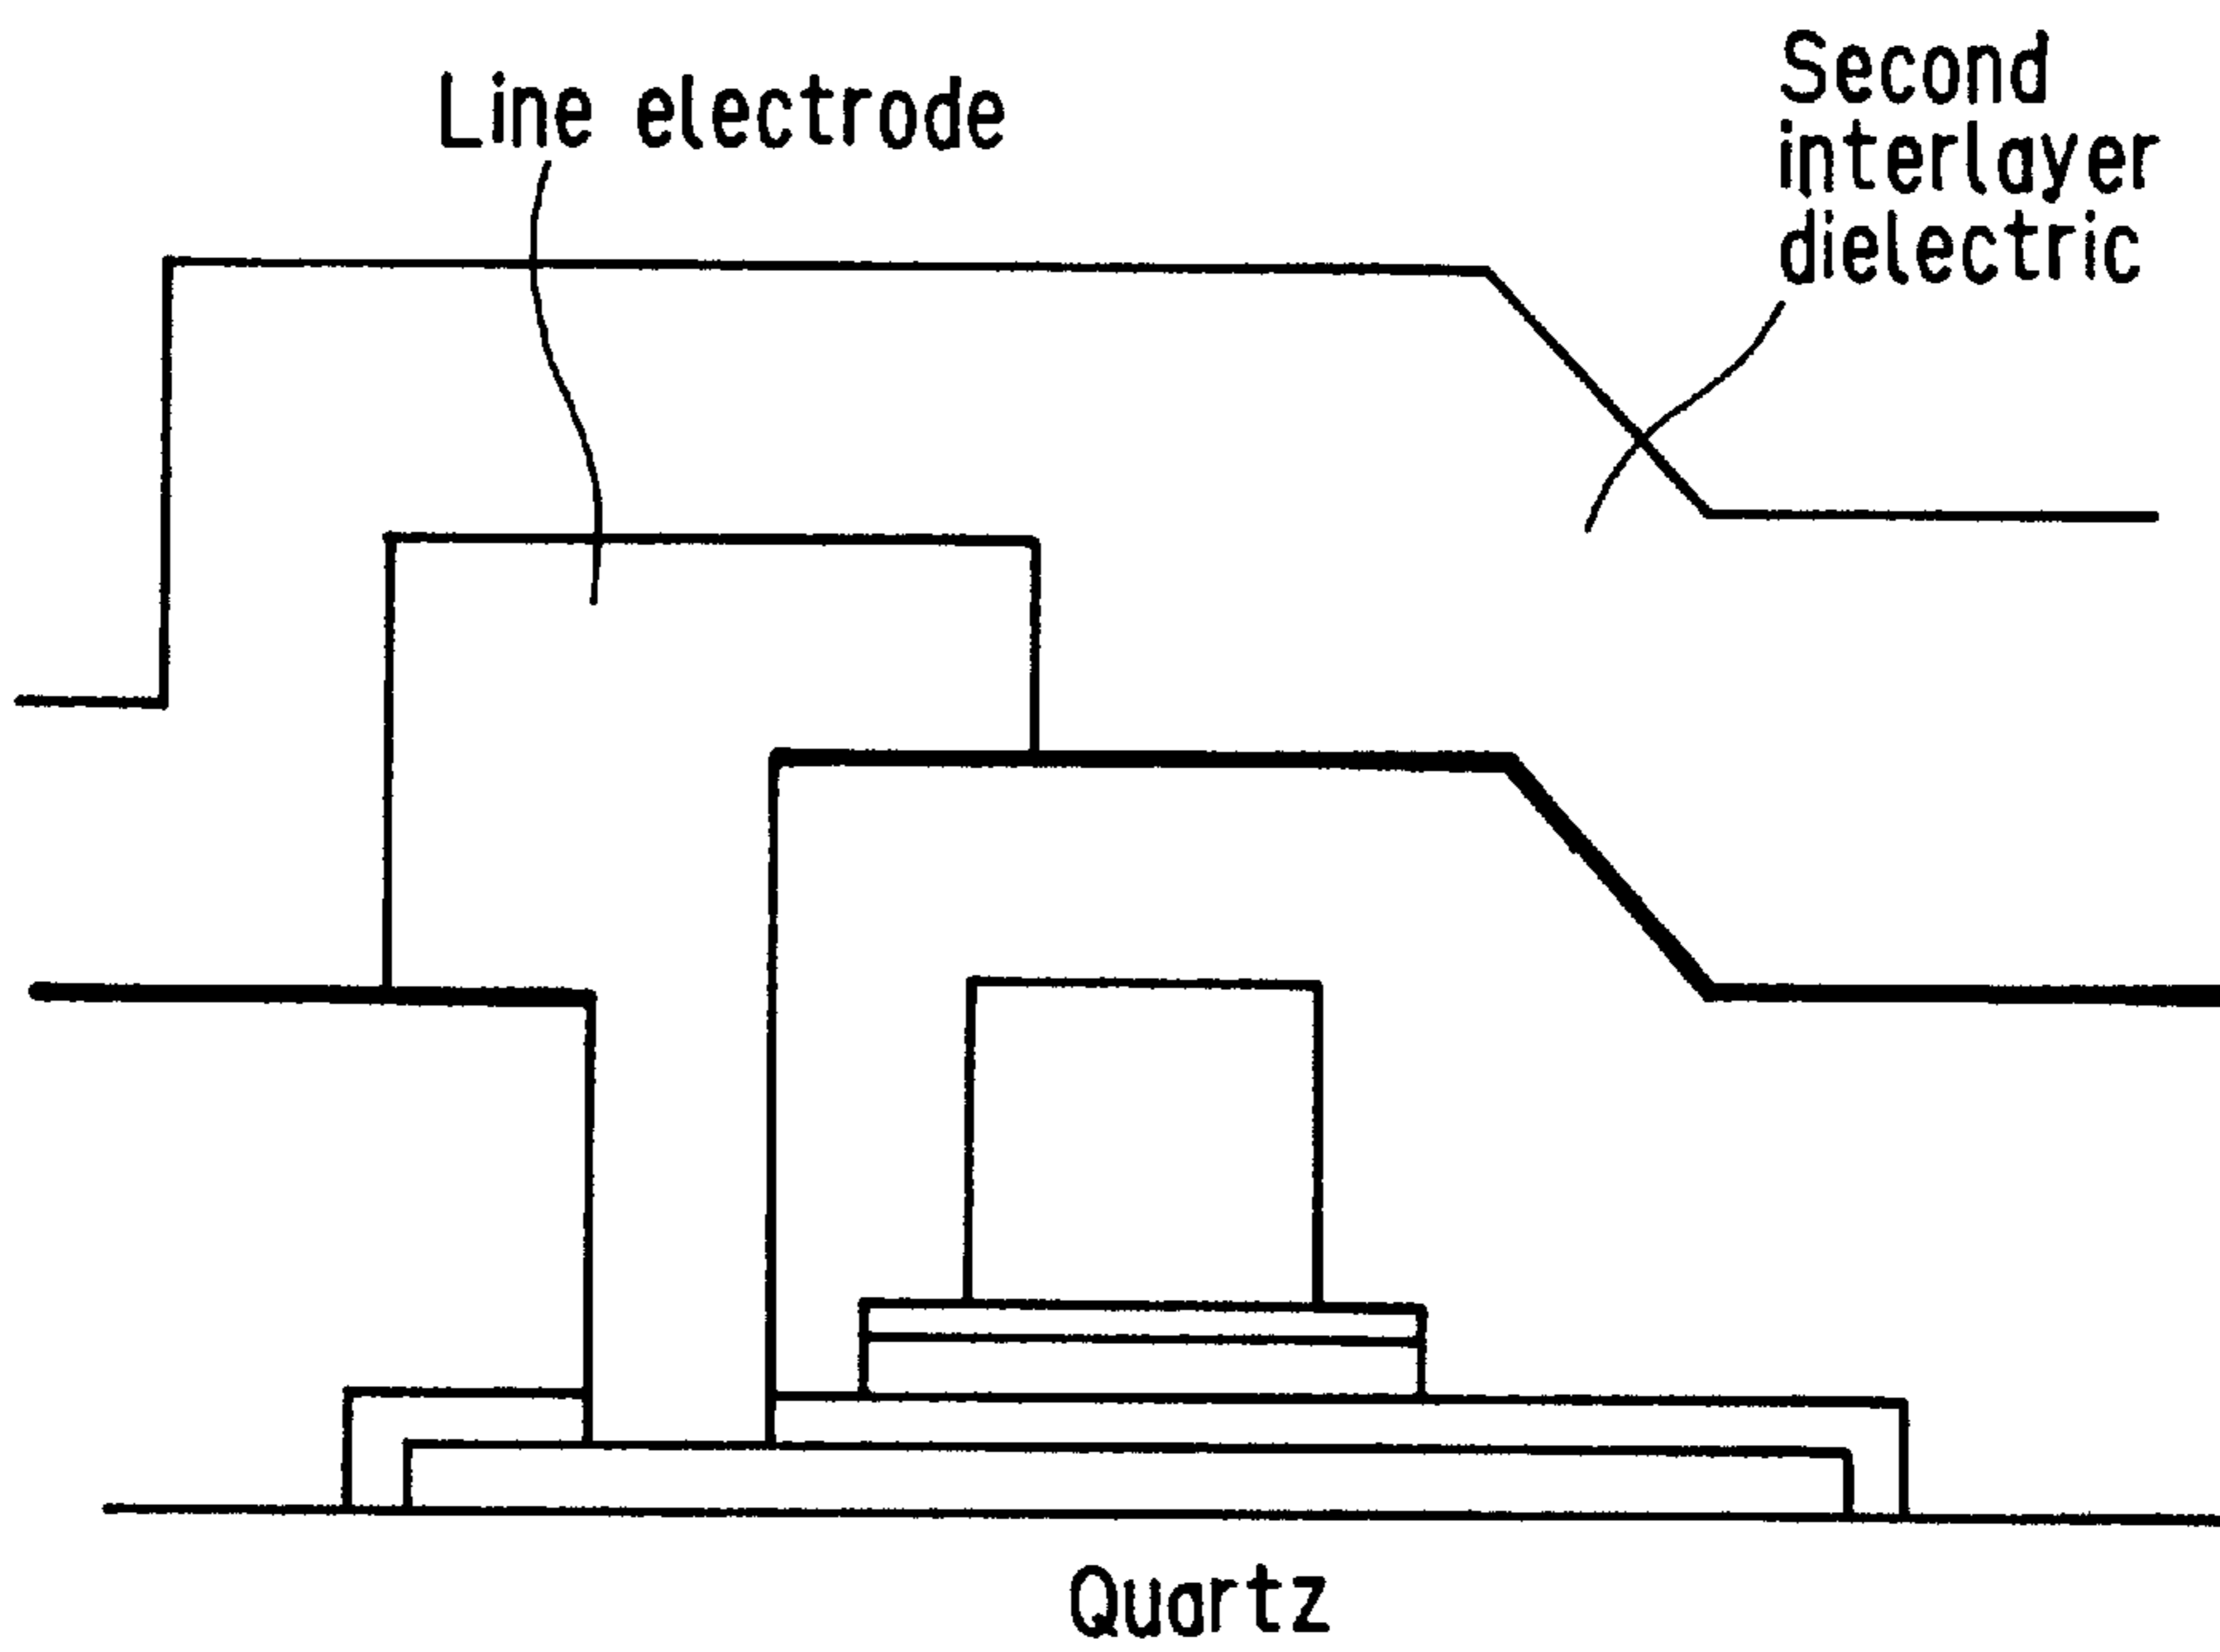 Line electrode
Second
interlayer
dielectric
Quartz